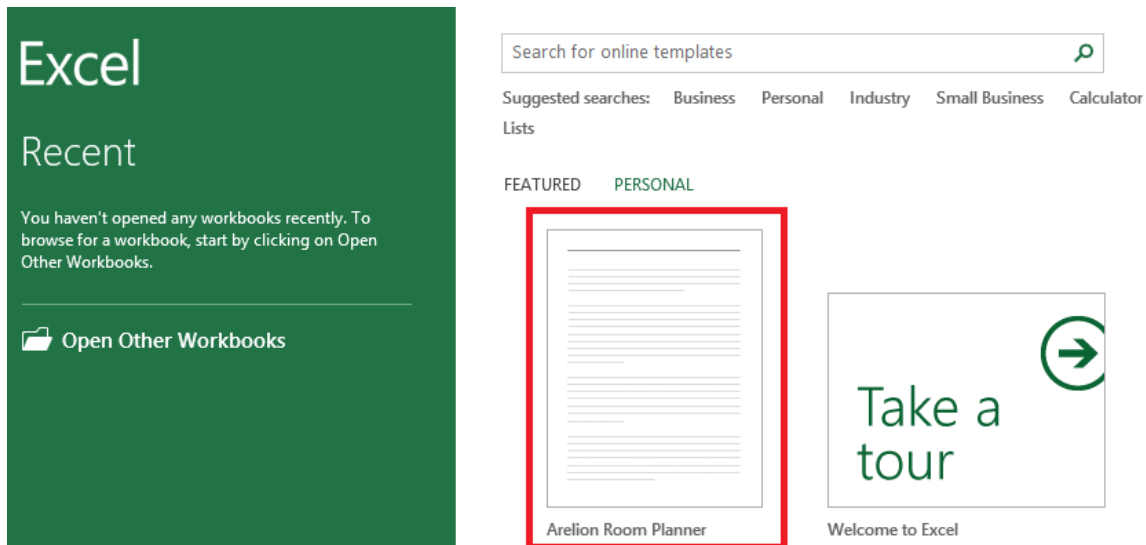 Excel
Recent
You haven't opened any workbooks recently. To
browse for a workbook, start by clicking on Open
Other Workbooks.
Open Other Workbooks
Search for online templates
Suggested searches: Business Personal Industry Small Business Calculator
Lists
FEATURED PERSONAL
Arelion Room Planner
Take a
tour
Welcome to Excel